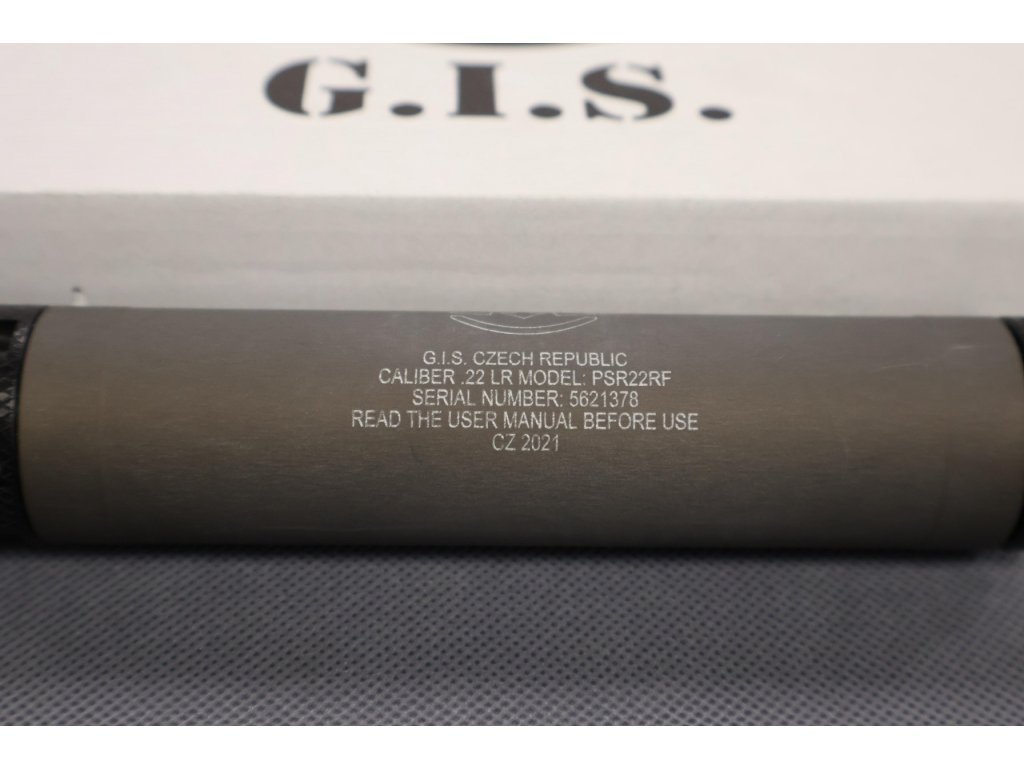 G.I.S.
G.I.S. CZECH REPUBLIC
CALIBER .22 LR MODEL: PSR22RF
SERIAL NUMBER: 5621378
READ THE USER MANUAL BEFORE USE
CZ 2021